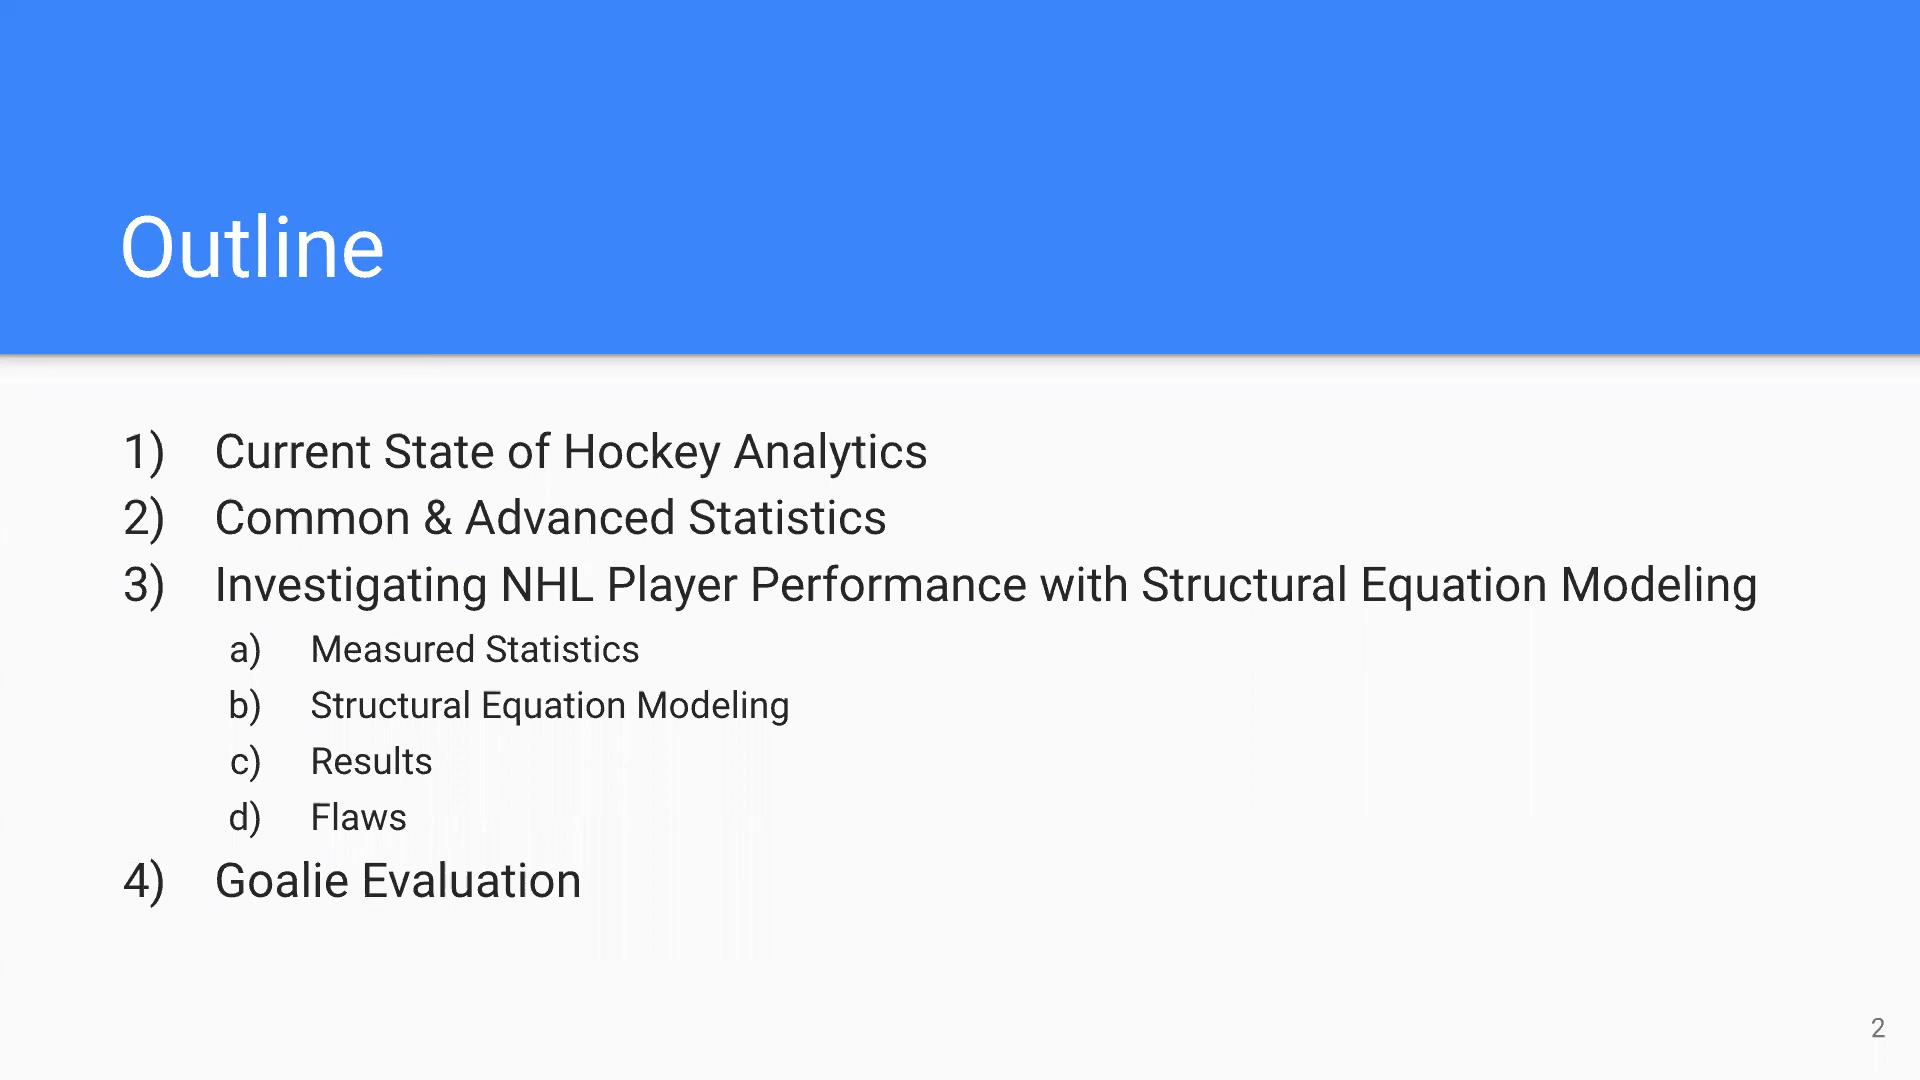 Outline
1) Current State of Hockey Analytics
2) Common & Advanced Statistics
3) Investigating NHL Player Performance with Structural Equation Modeling
a) Measured Statistics
b) Structural Equation Modeling
c) Results
d) Flaws
4) Goalie Evaluation
2